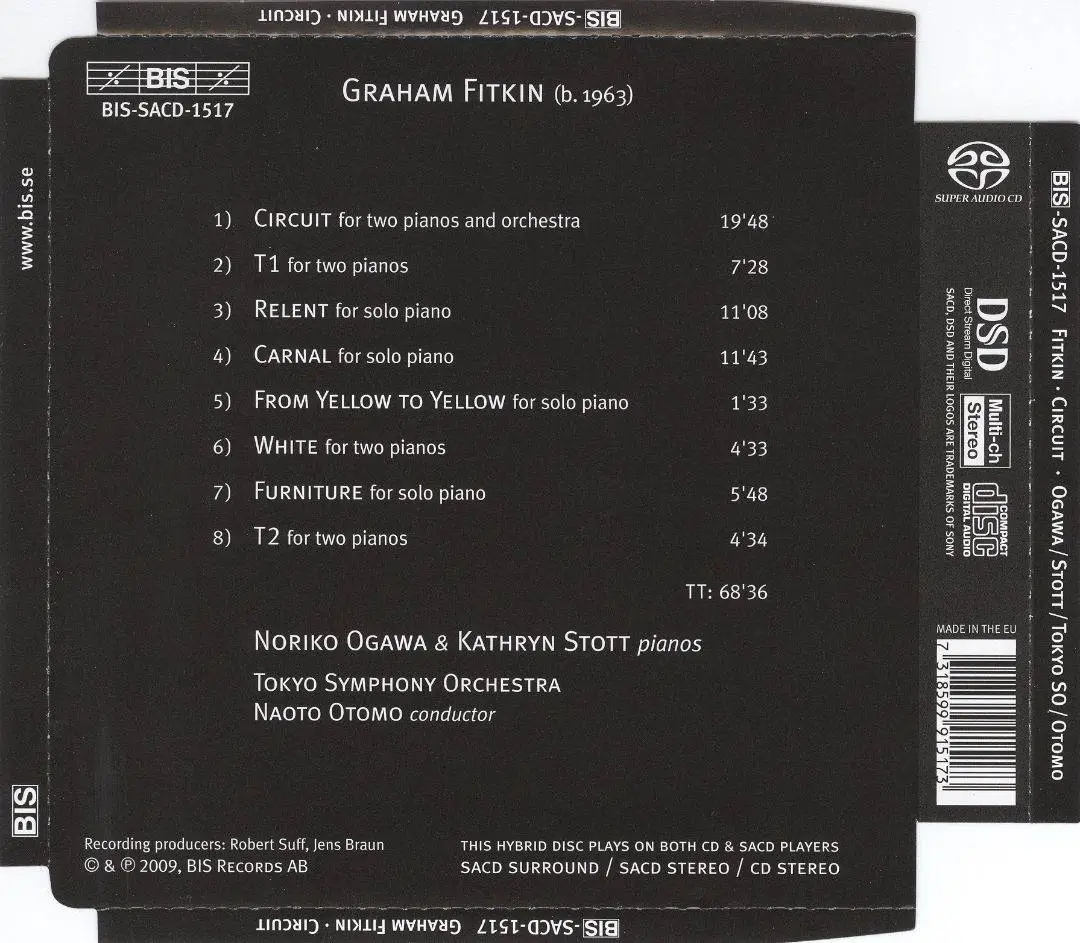 BIS-SACD-1517 GRAHAM FITKIN · CIRCUIT
BIS
BIS-SACD-1517
GRAHAM FITKIN (b. 1963)
1) CIRCUIT for two pianos and orchestra 19'48
2) T1 for two pianos 7'28
3) RELENT for solo piano 11'08
4) CARNAL for solo piano 11'43
5) FROM YELLOW TO YELLOW for solo piano 1'33
6) WHITE for two pianos 4'33
7) FURNITURE for solo piano 5'48
8) T2 for two pianos 4'34
TT: 68'36
NORIKO OGAWA & KATHRYN STOTT pianos
TOKYO SYMPHONY ORCHESTRA
NAOTO OTOMO conductor
Recording producers: Robert Suff, Jens Braun
© & ℗ 2009, BIS RECORDS AB
THIS HYBRID DISC PLAYS ON BOTH CD & SACD PLAYERS
SACD SURROUND / SACD STEREO / CD STEREO
www.bis.se
BIS
SUPER AUDIO CD
DSD
Direct Stream Digital
SACD, DSD AND THEIR LOGOS ARE TRADEMARKS OF SONY
Multi-ch
Stereo
COMPACT
disc
DIGITAL AUDIO
MADE IN THE EU
7 318599 915173
BIS-SACD-1517 FITKIN · CIRCUIT · OGAWA/STOTT/TOKYO SO/OTOMO
BIS-SACD-1517 GRAHAM FITKIN · CIRCUIT